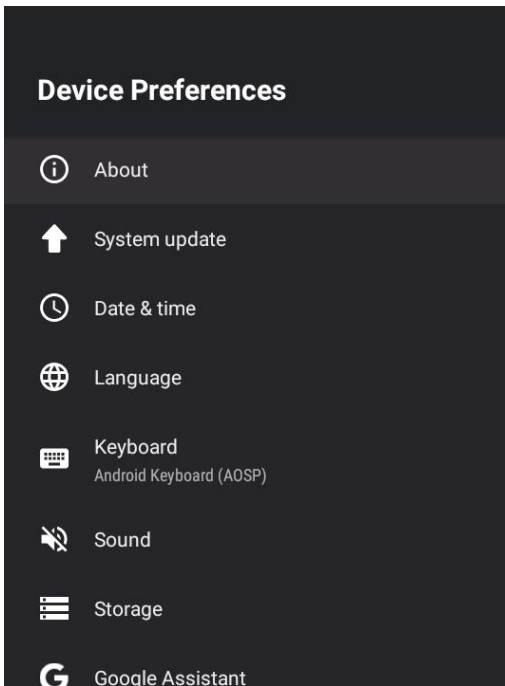 Device Preferences
About
System update
Date & time
Language
Keyboard
Android Keyboard (AOSP)
Sound
Storage
Google Assistant